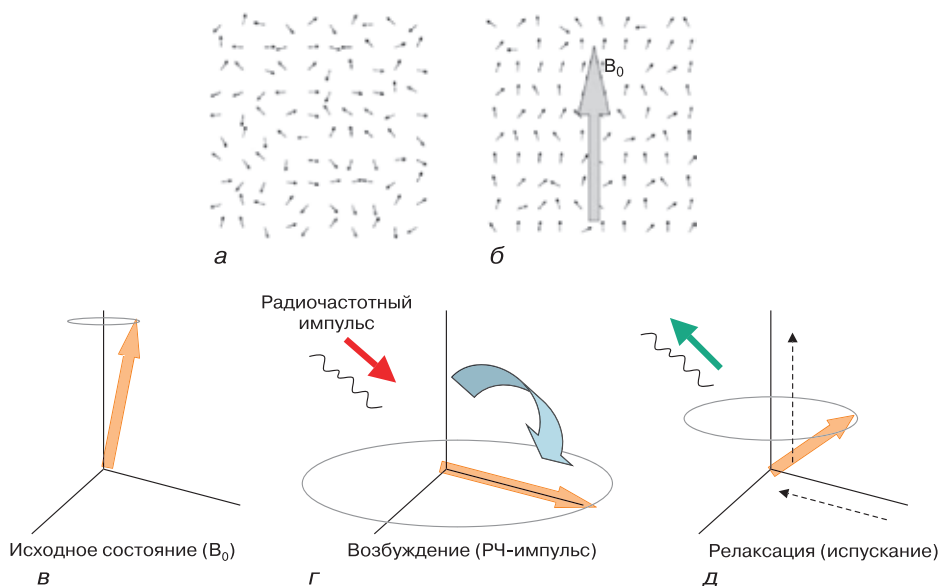 B₀
а
б
Радиочастотный
импульс
Исходное состояние (B₀)
Возбуждение (РЧ-импульс)
Релаксация (испускание)
в
г
д